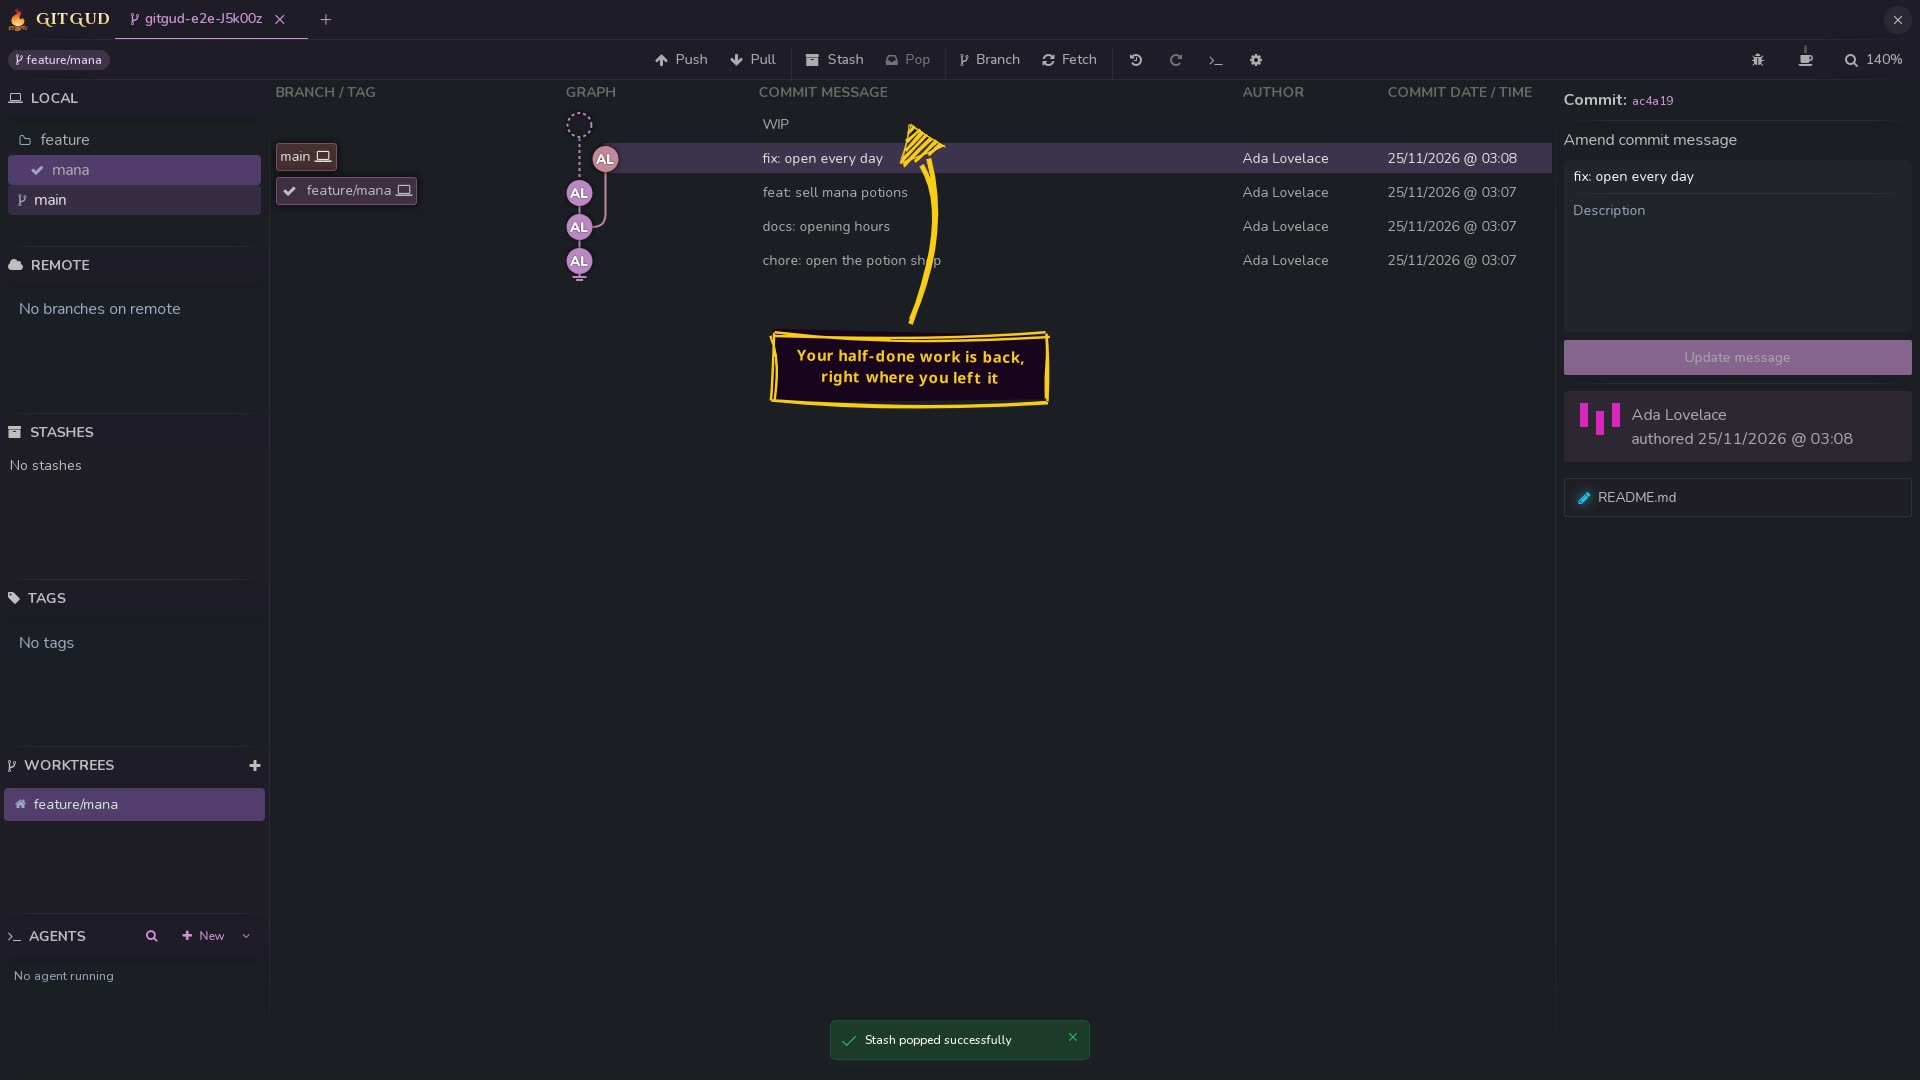 GITGUD
gitgud-e2e-J5k00z
feature/mana
Push
Pull
Stash
Pop
Branch
Fetch
140%
LOCAL
feature
mana
main
REMOTE
No branches on remote
STASHES
No stashes
TAGS
No tags
WORKTREES
feature/mana
AGENTS
New
No agent running
BRANCH / TAG GRAPH COMMIT MESSAGE AUTHOR COMMIT DATE / TIME
WIP
main AL fix: open every day Ada Lovelace 25/11/2026 @ 03:08
feature/mana AL feat: sell mana potions Ada Lovelace 25/11/2026 @ 03:07
AL docs: opening hours Ada Lovelace 25/11/2026 @ 03:07
AL chore: open the potion shop Ada Lovelace 25/11/2026 @ 03:07
Your half-done work is back,
right where you left it
Commit: ac4a19
Amend commit message
fix: open every day
Description
Update message
Ada Lovelace
authored 25/11/2026 @ 03:08
README.md
Stash popped successfully